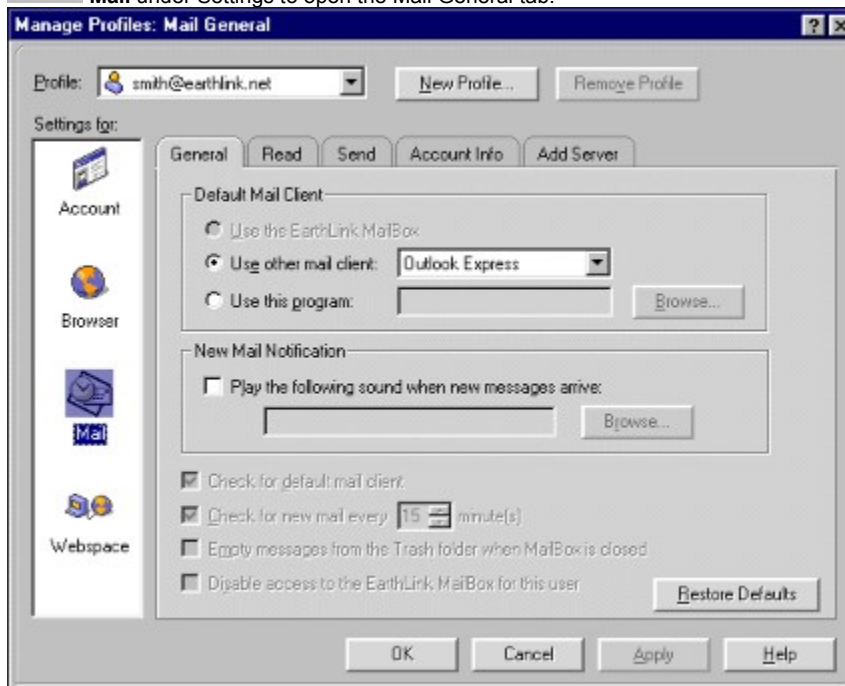 Mail under Settings to open the Mail General tab.
Manage Profiles: Mail General
Profile: smith@earthlink.net New Profile... Remove Profile
Settings for:
General Read Send Account Info Add Server
Account
Browser
Mail
Webspace
Default Mail Client
Use the EarthLink MailBox
Use other mail client: Outlook Express
Use this program: Browse...
New Mail Notification
Play the following sound when new messages arrive:
Browse...
Check for default mail client
Check for new mail every 15 minute(s)
Empty messages from the Trash folder when MailBox is closed
Disable access to the EarthLink MailBox for this user
Restore Defaults
OK Cancel Apply Help